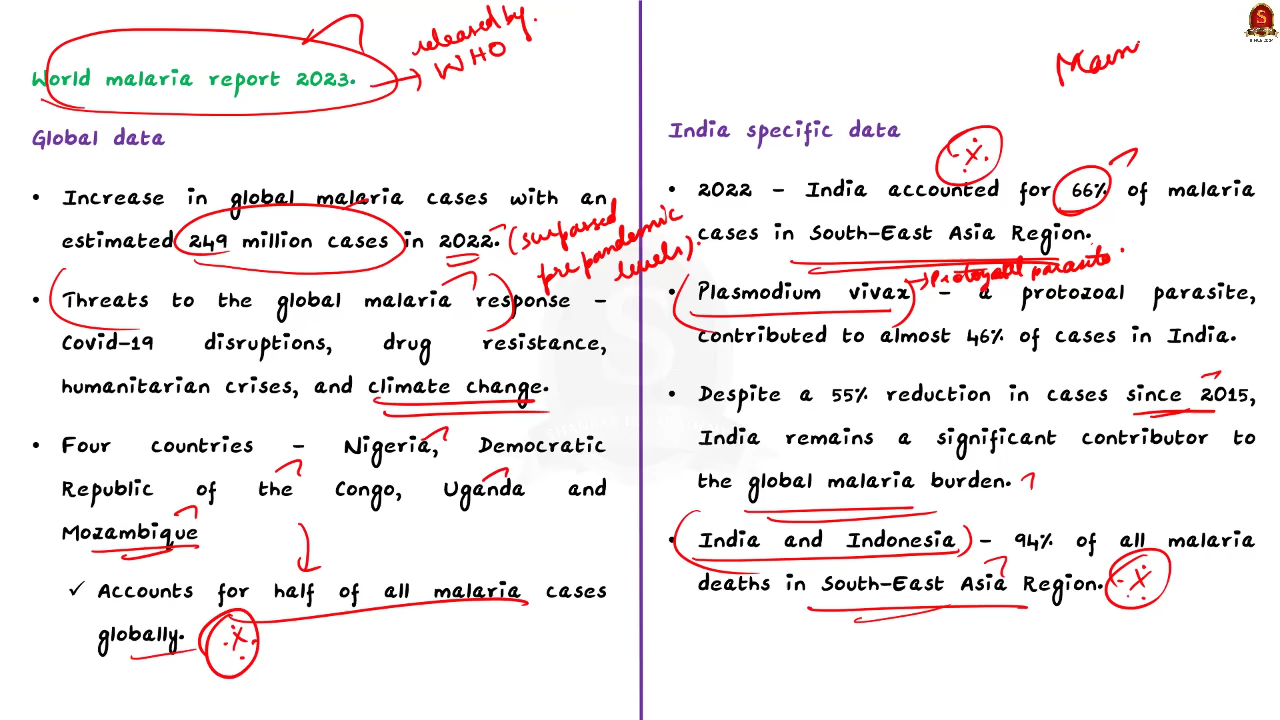 World malaria report 2023.
released by
WHO
Global data
• Increase in global malaria cases with an
estimated 249 million cases in 2022.
(surpassed
pre pandemic
levels).
• Threats to the global malaria response –
Covid-19 disruptions, drug resistance,
humanitarian crises, and climate change.
• Four countries – Nigeria, Democratic
Republic of the Congo, Uganda and
Mozambique
✓ Accounts for half of all malaria cases
globally.
Main
India specific data
• 2022 – India accounted for 66% of malaria
cases in South-East Asia Region.
Protozoal parasite.
• Plasmodium vivax – a protozoal parasite,
contributed to almost 46% of cases in India.
• Despite a 55% reduction in cases since 2015,
India remains a significant contributor to
the global malaria burden.
• India and Indonesia – 94% of all malaria
deaths in South-East Asia Region.